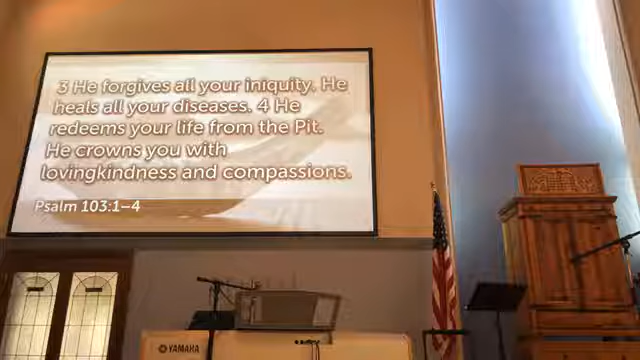 3 He forgives all your iniquity. He
heals all your diseases. 4 He
redeems your life from the Pit.
He crowns you with
lovingkindness and compassions.
Psalm 103:1–4
YAMAHA